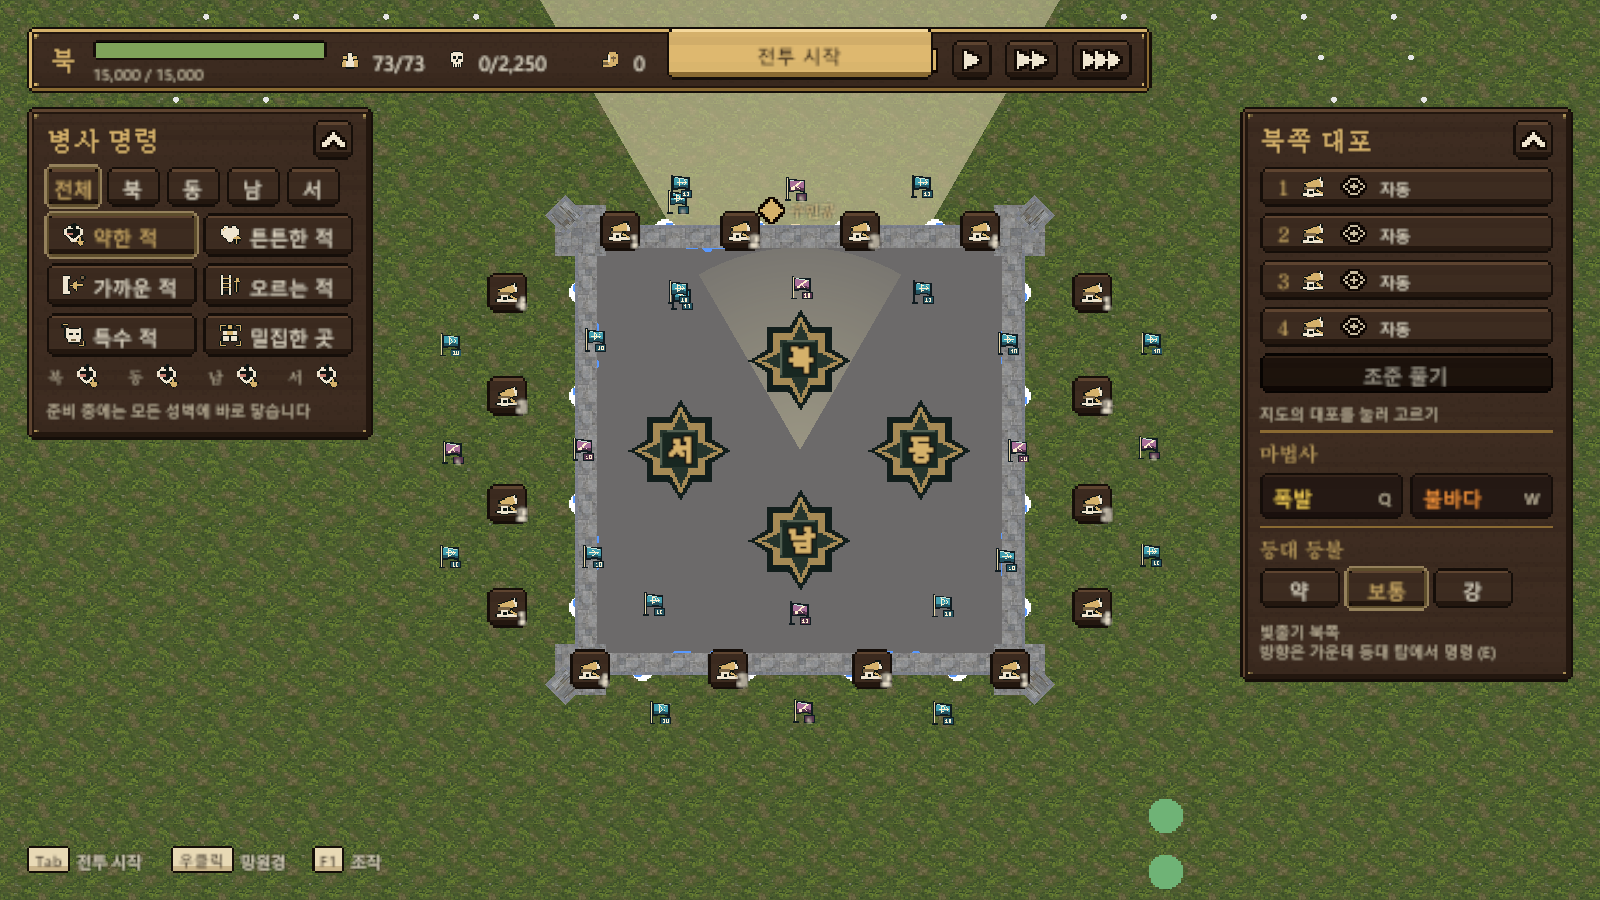 북
15,000 / 15,000
73/73
0/2,250
0
전투 시작
병사 명령
전체 북 동 남 서
약한 적 튼튼한 적
가까운 적 오르는 적
특수 적 밀집한 곳
북 동 남 서
준비 중에는 모든 성벽에 바로 닿습니다
북쪽 대포
1 자동
2 자동
3 자동
4 자동
조준 풀기
지도의 대포를 눌러 고르기
마법사
폭발 Q 불바다 W
등대 등불
약 보통 강
빛줄기 북쪽
방향은 가운데 등대 탑에서 명령 (E)
북
서 동
남
Tab 전투 시작 우클릭 망원경 F1 조작